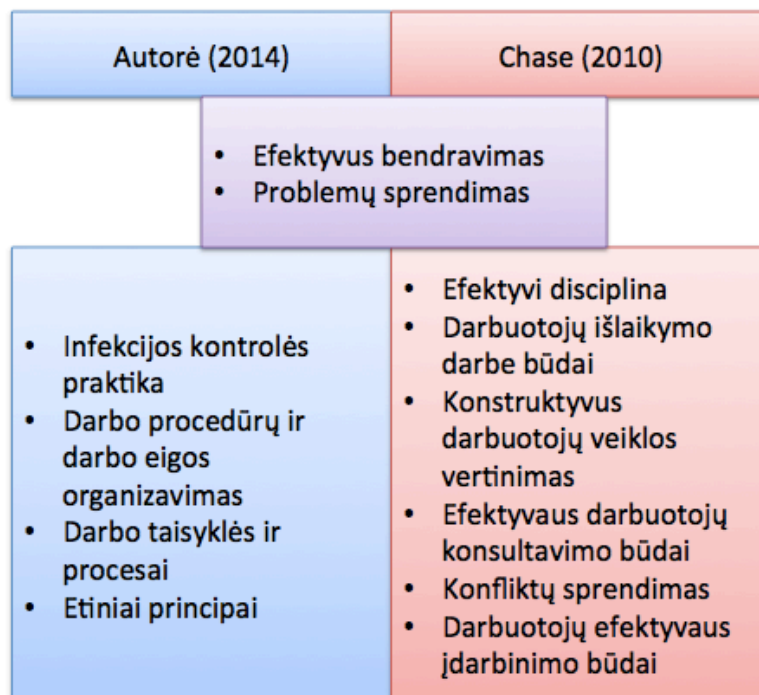 Autorė (2014)
Chase (2010)
• Efektyvus bendravimas
• Problemų sprendimas
• Infekcijos kontrolės
praktika
• Darbo procedūrų ir
darbo eigos
organizavimas
• Darbo taisyklės ir
procesai
• Etiniai principai
• Efektyvi disciplina
• Darbuotojų išlaikymo
darbe būdai
• Konstruktyvus
darbuotojų veiklos
vertinimas
• Efektyvaus darbuotojų
konsultavimo būdai
• Konfliktų sprendimas
• Darbuotojų efektyvaus
įdarbinimo būdai